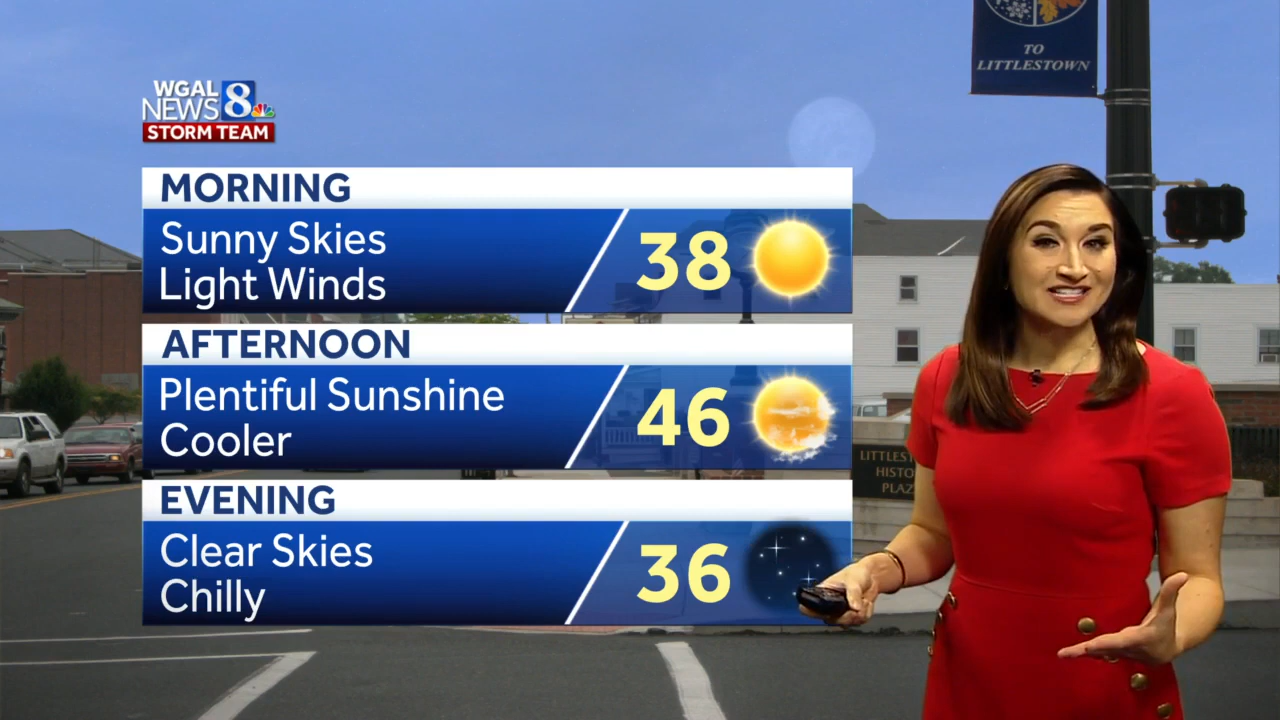 TO
LITTLESTOWN
WGAL
NEWS 8
STORM TEAM
MORNING
Sunny Skies
Light Winds
38
AFTERNOON
Plentiful Sunshine
Cooler
46
EVENING
Clear Skies
Chilly
36